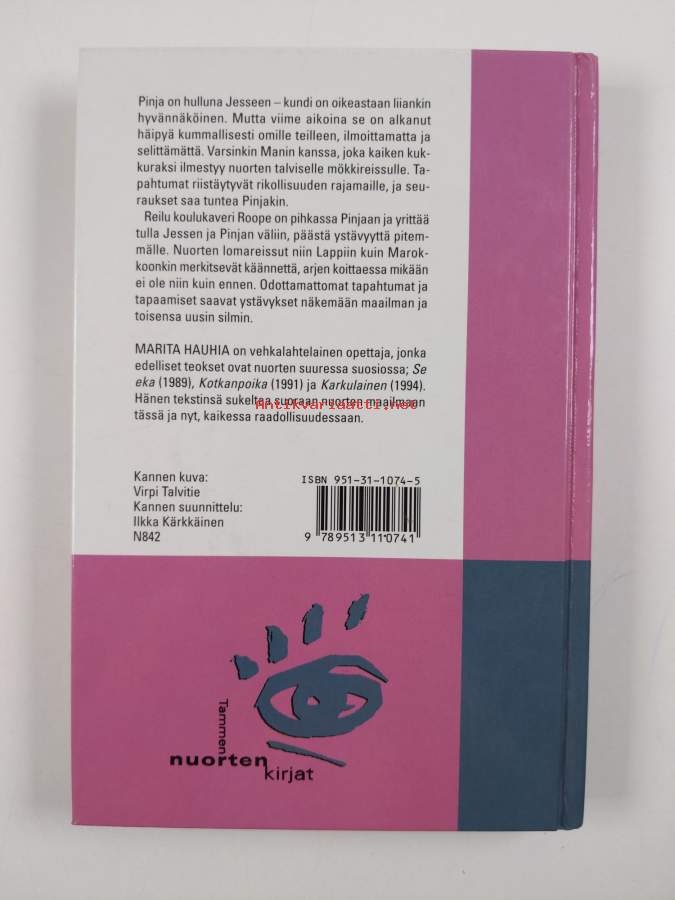 Pinja on hulluna Jesseen – kundi on oikeastaan liiankin
hyvännäköinen. Mutta viime aikoina se on alkanut
häipyä kummallisesti omille teilleen, ilmoittamatta ja
selittämättä. Varsinkin Manin kanssa, joka kaiken kuk-
kuraksi ilmestyy nuorten talviselle mökkireissulle. Ta-
pahtumat riistäytyvät rikollisuuden rajamaille, ja seu-
raukset saa tuntea Pinjakin.
Reilu koulukaveri Roope on pihkassa Pinjaan ja yrittää
tulla Jessen ja Pinjan väliin, päästä ystävyyttä pitem-
mälle. Nuorten lomareissut niin Lappiin kuin Marok-
koonkin merkitsevät käännettä, arjen koittaessa mikään
ei ole niin kuin ennen. Odottamattomat tapahtumat ja
tapaamiset saavat ystävykset näkemään maailman ja
toisensa uusin silmin.
MARITA HAUHIA on vehkalahtelainen opettaja, jonka
edelliset teokset ovat nuorten suuressa suosiossa; Se
eka (1989), Kotkanpoika (1991) ja Karkulainen (1994).
Hänen tekstinsä sukeltaa suoraan nuorten maailmaan
tässä ja nyt, kaikessa raadollisuudessaan.
Antikvariaatti.net
Kannen kuva:
Virpi Talvitie
Kannen suunnittelu:
Ilkka Kärkkäinen
N842
ISBN 951-31-1074-5
9 789513 110741
Tammen
nuorten
kirjat